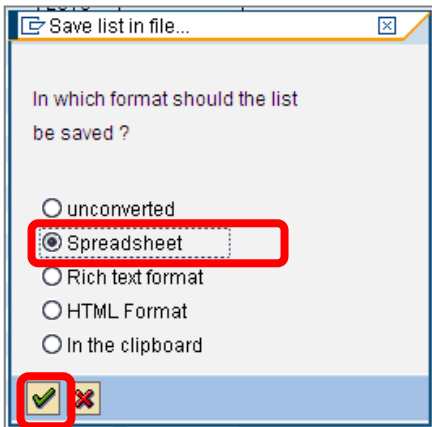 Save list in file...
In which format should the list
be saved ?
unconverted
Spreadsheet
Rich text format
HTML Format
In the clipboard